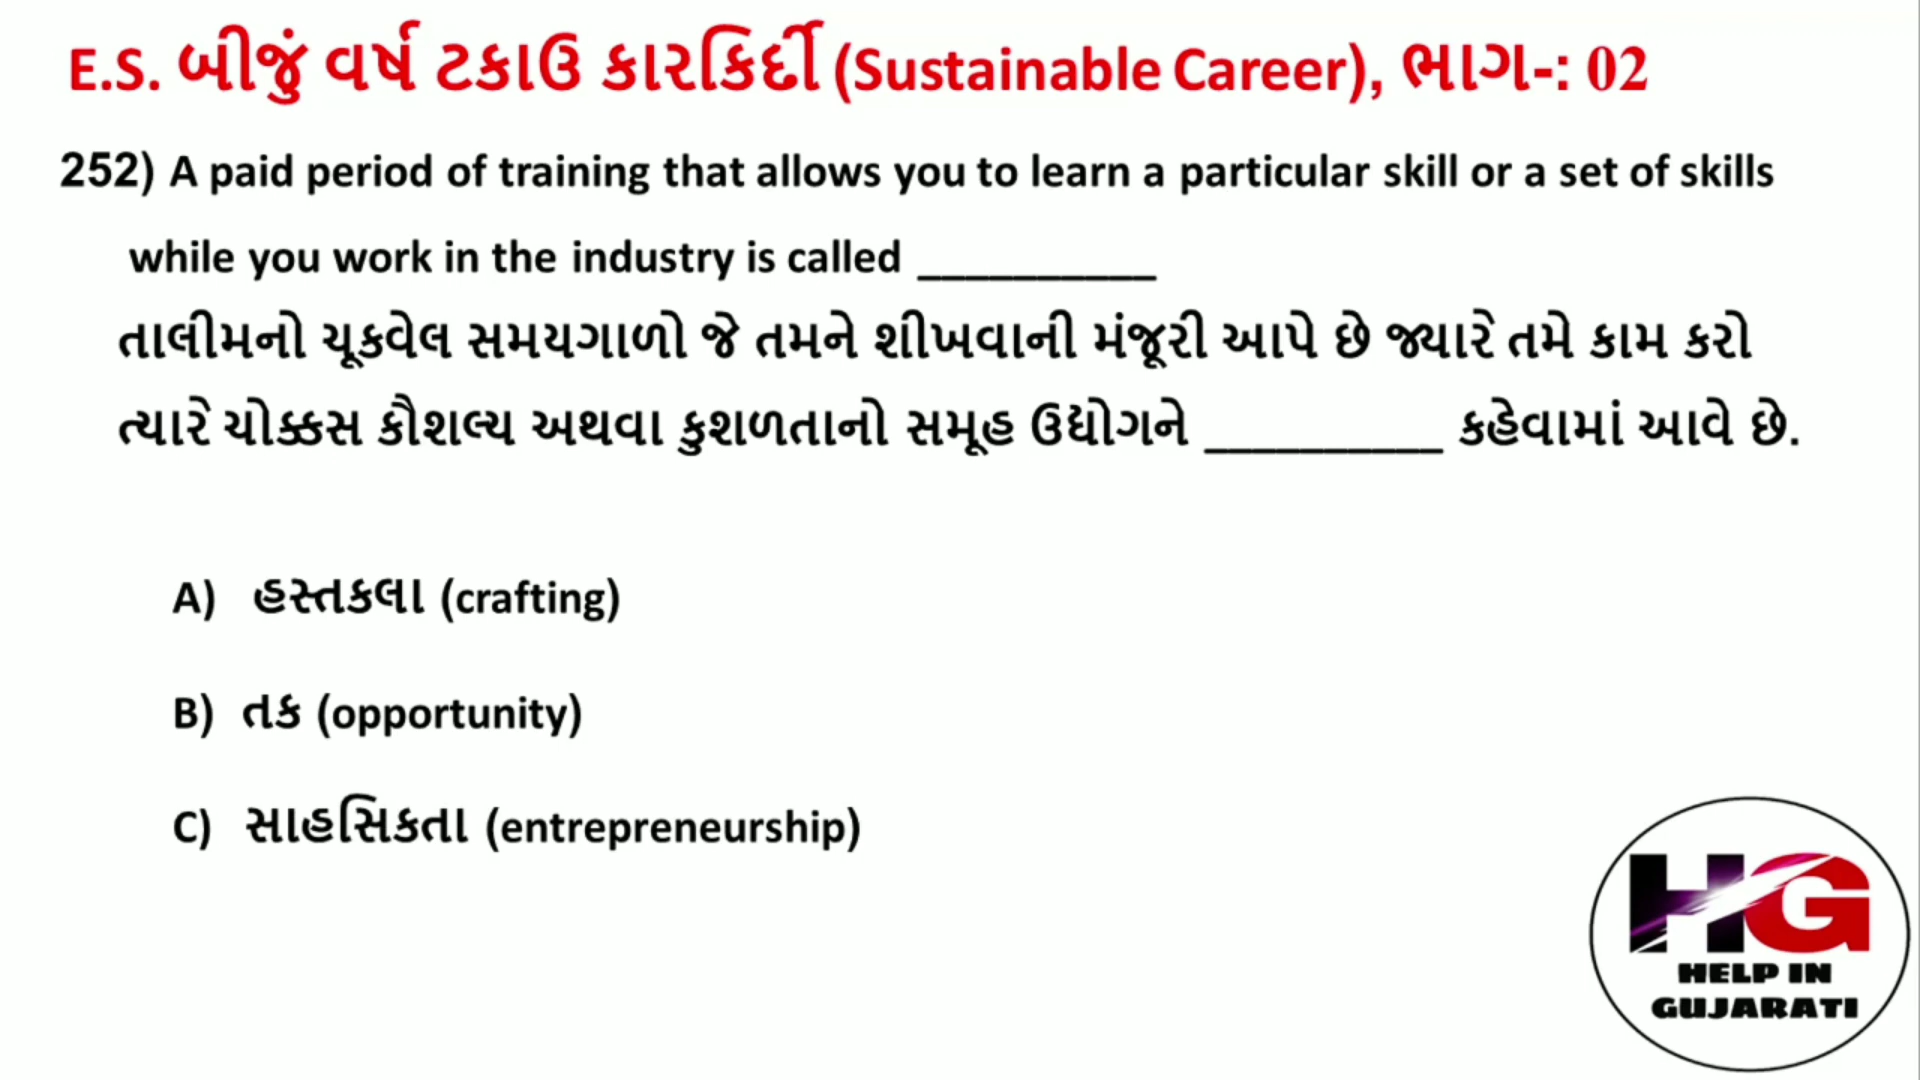 E.S. બીજું વર્ષ ટકાઉ કારકિર્દી (Sustainable Career), ભાગ-: 02
252) A paid period of training that allows you to learn a particular skill or a set of skills
while you work in the industry is called __________
તાલીમનો ચૂકવેલ સમયગાળો જે તમને શીખવાની મંજૂરી આપે છે જ્યારે તમે કામ કરો
ત્યારે ચોક્કસ કૌશલ્ય અથવા કુશળતાનો સમૂહ ઉદ્યોગને __________ કહેવામાં આવે છે.
A) હસ્તકલા (crafting)
B) તક (opportunity)
C) સાહસિકતા (entrepreneurship)
HG
HELP IN
GUJARATI